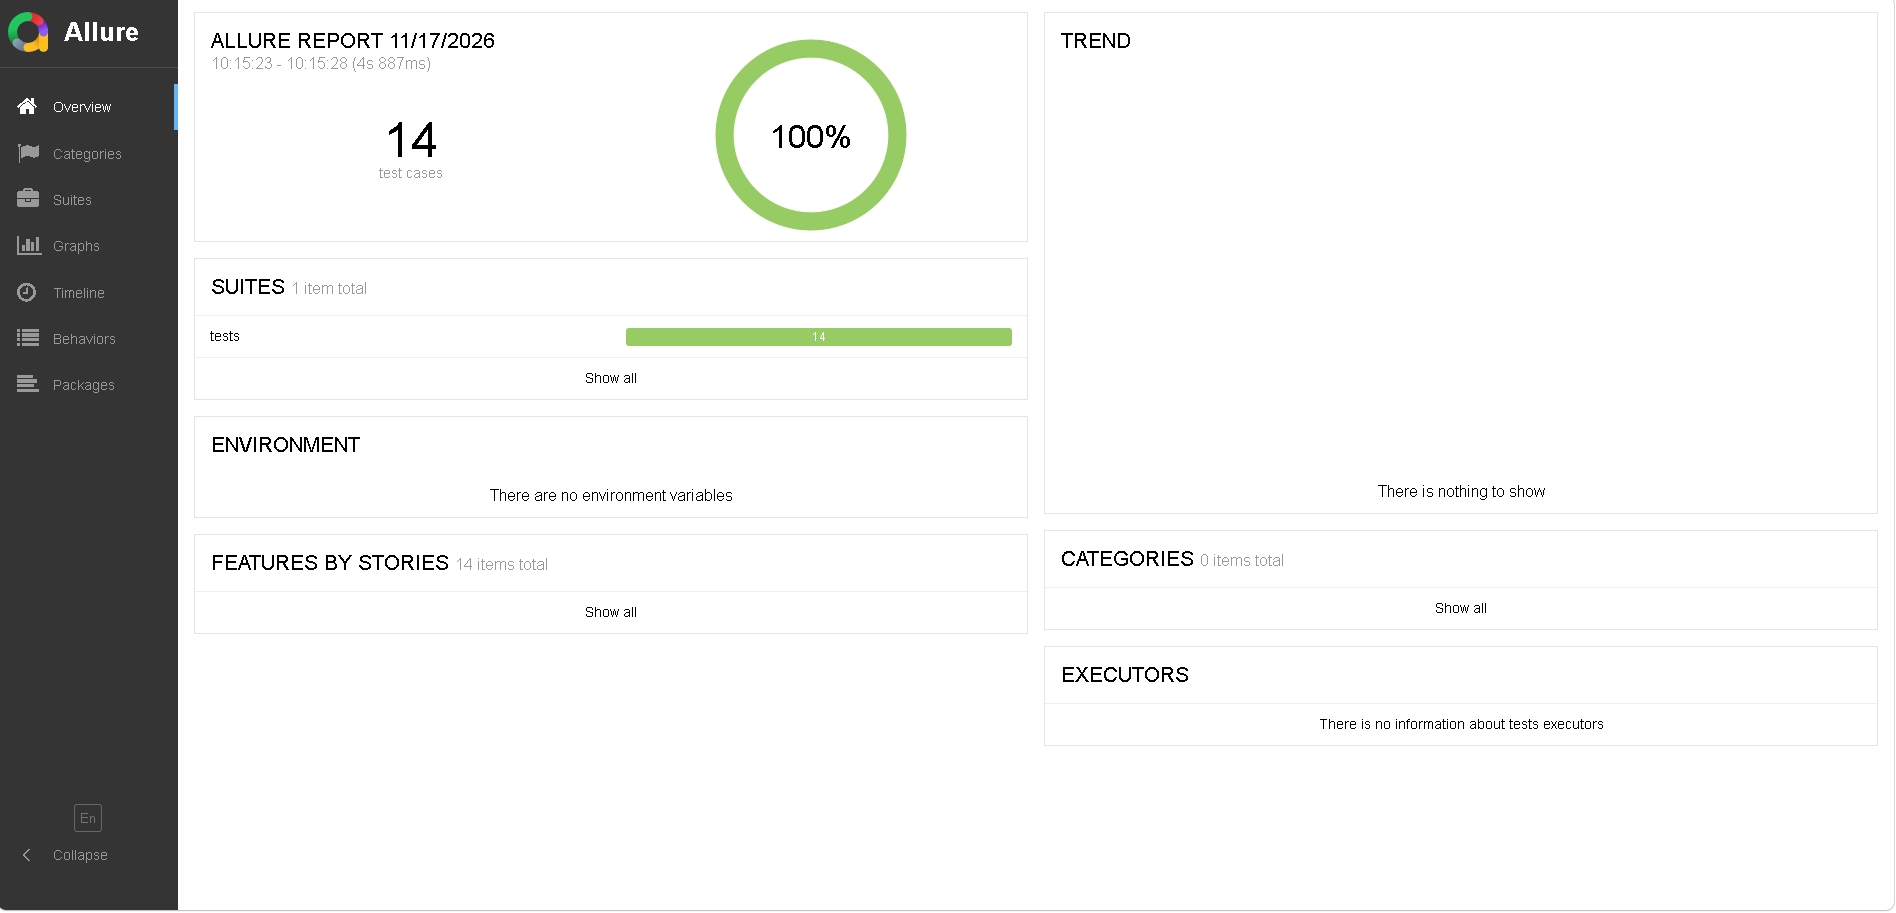 Allure
Overview
Categories
Suites
Graphs
Timeline
Behaviors
Packages
En
Collapse
ALLURE REPORT 11/17/2026
10:15:23 - 10:15:28 (4s 887ms)
14
test cases
100%
SUITES 1 item total
tests 14
Show all
ENVIRONMENT
There are no environment variables
FEATURES BY STORIES 14 items total
Show all
TREND
There is nothing to show
CATEGORIES 0 items total
Show all
EXECUTORS
There is no information about tests executors